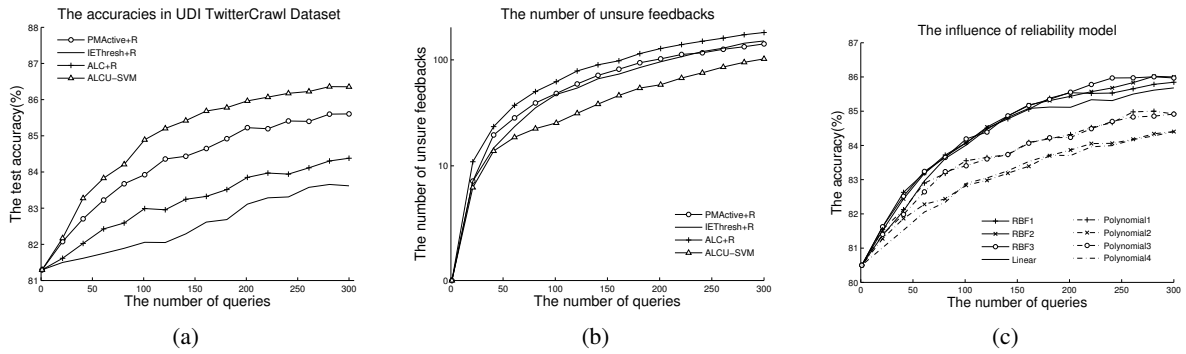 The accuracies in UDI TwitterCrawl Dataset
88
87
86
85
84
83
82
81
The test accuracy(%)
PMActive+R
IEThresh+R
ALC+R
ALCU−SVM
0
50
100
150
200
250
300
The number of queries
(a)
The number of unsure feedbacks
100
10
0
Number of unsure feedbacks
PMActive+R
IEThresh+R
ALC+R
ALCU−SVM
0
50
100
150
200
250
300
The number of queries
(b)
The influence of reliability model
87
86
85
84
83
82
81
80
The accuracy(%)
RBF1
RBF2
RBF3
Linear
Polynomial1
Polynomial2
Polynomial3
Polynomial4
0
50
100
150
200
250
300
The number of queries
(c)